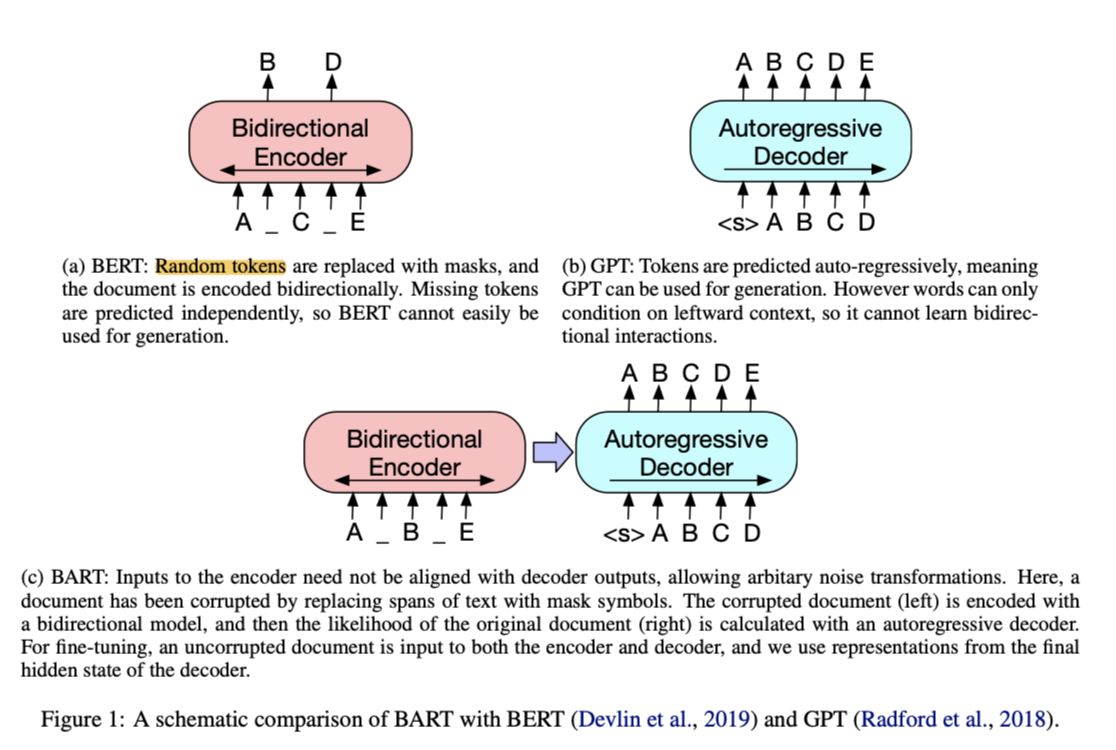 B D
Bidirectional
Encoder
A _ C _ E
A B C D E
Autoregressive
Decoder
<s> A B C D
(a) BERT: Random tokens are replaced with masks, and
the document is encoded bidirectionally. Missing tokens
are predicted independently, so BERT cannot easily be
used for generation.
(b) GPT: Tokens are predicted auto-regressively, meaning
GPT can be used for generation. However words can only
condition on leftward context, so it cannot learn bidirec-
tional interactions.
Bidirectional
Encoder
A _ B _ E
A B C D E
Autoregressive
Decoder
<s> A B C D
(c) BART: Inputs to the encoder need not be aligned with decoder outputs, allowing arbitary noise transformations. Here, a
document has been corrupted by replacing spans of text with mask symbols. The corrupted document (left) is encoded with
a bidirectional model, and then the likelihood of the original document (right) is calculated with an autoregressive decoder.
For fine-tuning, an uncorrupted document is input to both the encoder and decoder, and we use representations from the final
hidden state of the decoder.
Figure 1: A schematic comparison of BART with BERT (Devlin et al., 2019) and GPT (Radford et al., 2018).